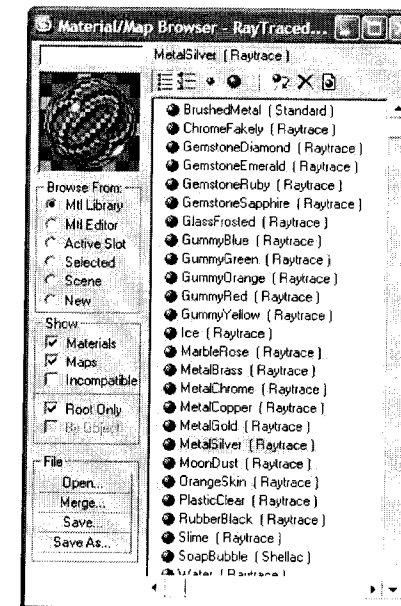 Material/Map Browser - RayTraced...
MetalSilver ( Raytrace )
BrushedMetal ( Standard )
ChromeFakely ( Raytrace )
GemstoneDiamond ( Raytrace )
GemstoneEmerald ( Raytrace )
GemstoneRuby ( Raytrace )
GemstoneSapphire ( Raytrace )
GlassFrosted ( Raytrace )
GummyBlue ( Raytrace )
GummyGreen ( Raytrace )
GummyOrange ( Raytrace )
GummyRed ( Raytrace )
GummyYellow ( Raytrace )
Ice ( Raytrace )
MarbleRose ( Raytrace )
MetalBrass ( Raytrace )
MetalChrome ( Raytrace )
MetalCopper ( Raytrace )
MetalGold ( Raytrace )
MetalSilver ( Raytrace )
MoonDust ( Raytrace )
OrangeSkin ( Raytrace )
PlasticClear ( Raytrace )
RubberBlack ( Raytrace )
Slime ( Raytrace )
SoapBubble ( Shellac )
Water ( Raytrace )
Browse From:
Mtl Library
Mtl Editor
Active Slot
Selected
Scene
New
Show
Materials
Maps
Incompatible
Root Only
By Object
File
Open...
Merge...
Save...
Save As...